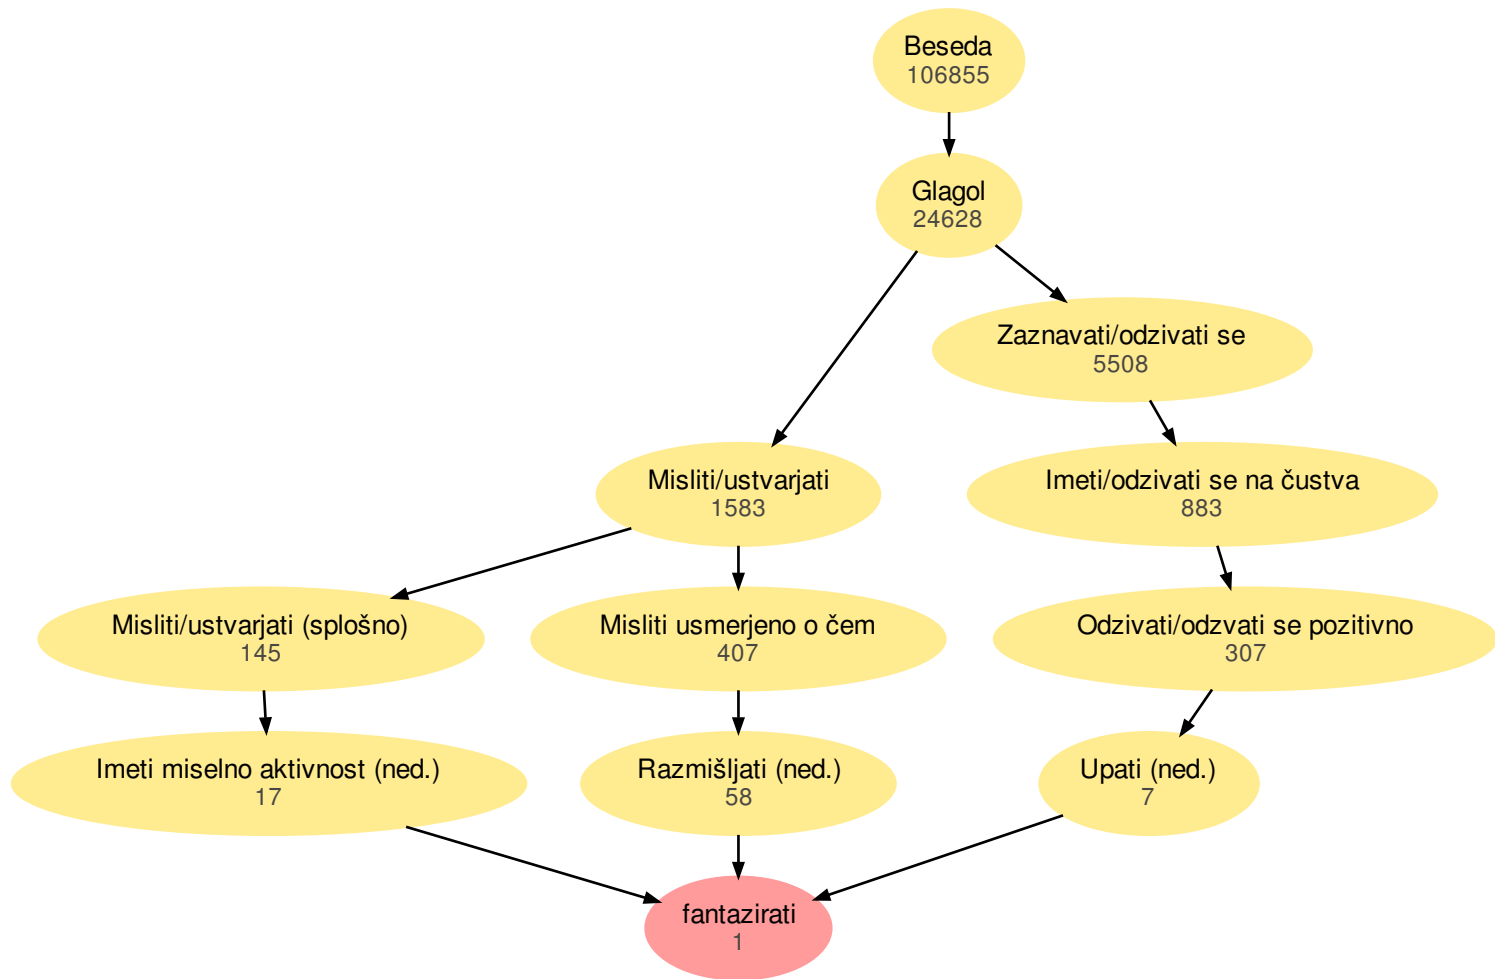 Beseda
106855
Glagol
24628
Zaznavati/odzivati se
5508
Misliti/ustvarjati
1583
Imeti/odzivati se na čustva
883
Misliti/ustvarjati (splošno)
145
Misliti usmerjeno o čem
407
Odzivati/odzvati se pozitivno
307
Imeti miselno aktivnost (ned.)
17
Razmišljati (ned.)
58
Upati (ned.)
7
fantazirati
1